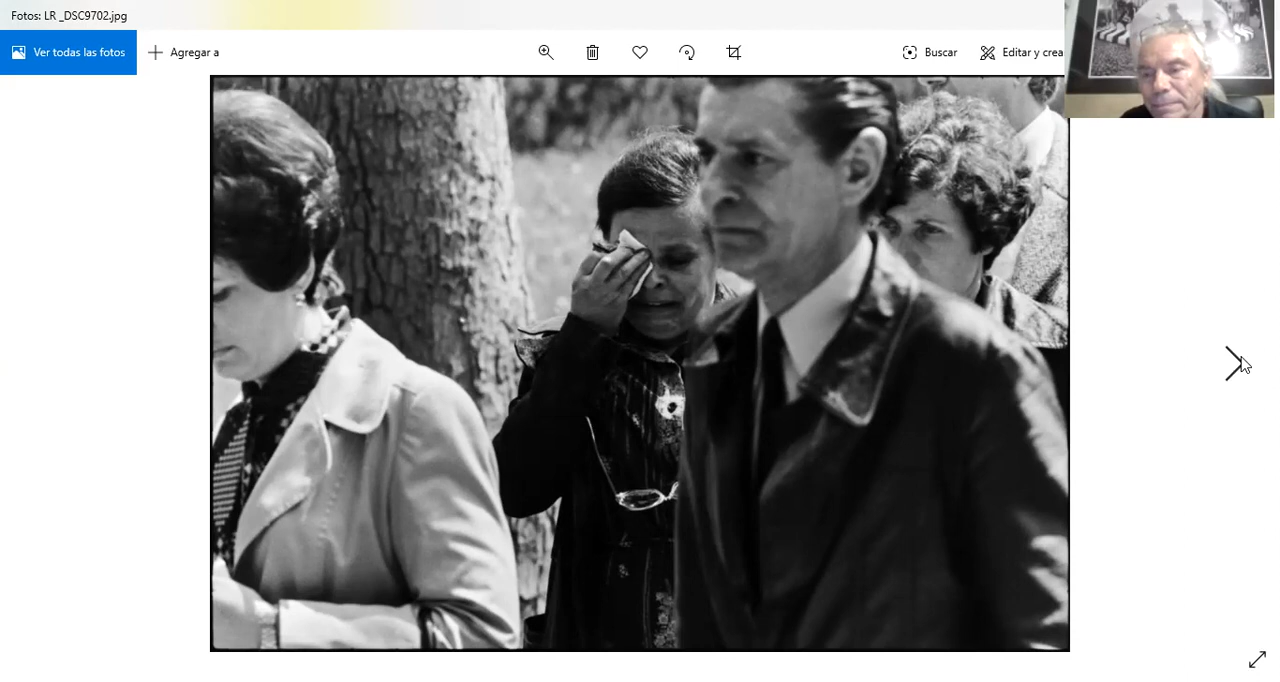 Fotos: LR _DSC9702.jpg
Ver todas las fotos
Agregar a
Buscar
Editar y crea